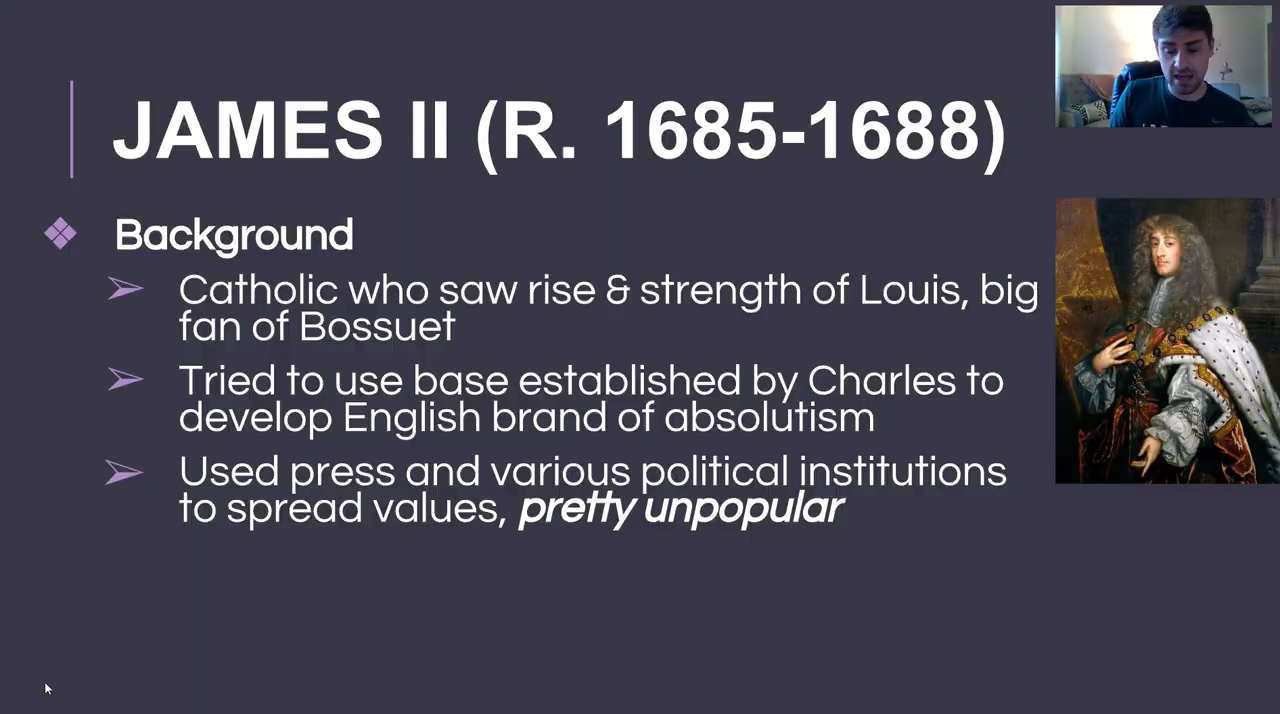 JAMES II (R. 1685-1688)
Background
Catholic who saw rise & strength of Louis, big
fan of Bossuet
Tried to use base established by Charles to
develop English brand of absolutism
Used press and various political institutions
to spread values, pretty unpopular